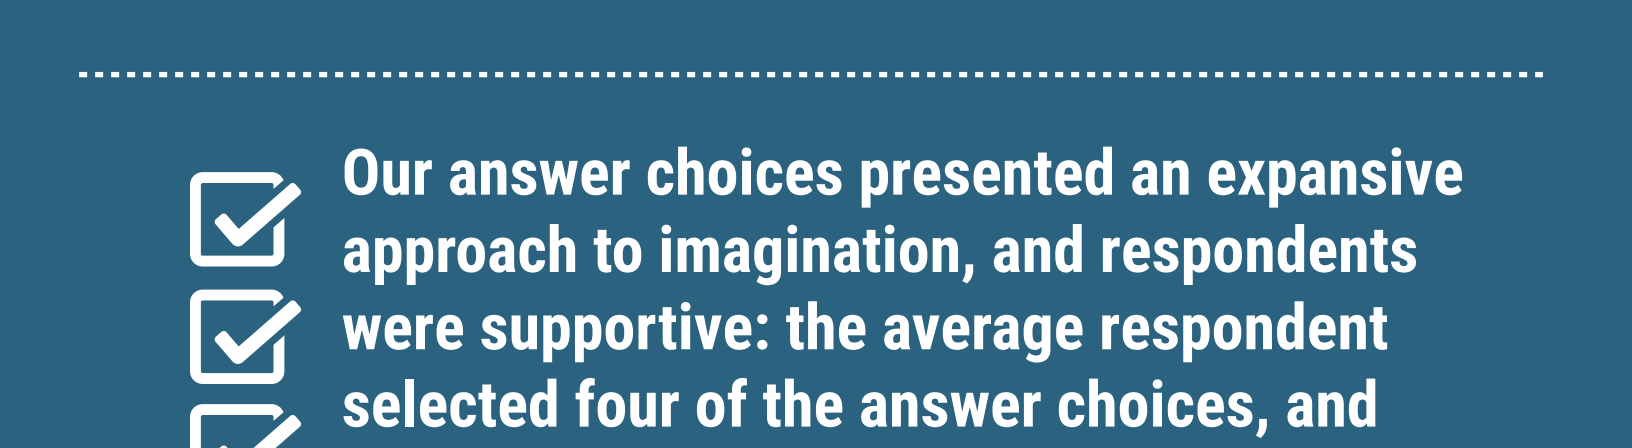 Our answer choices presented an expansive
approach to imagination, and respondents
were supportive: the average respondent
selected four of the answer choices, and